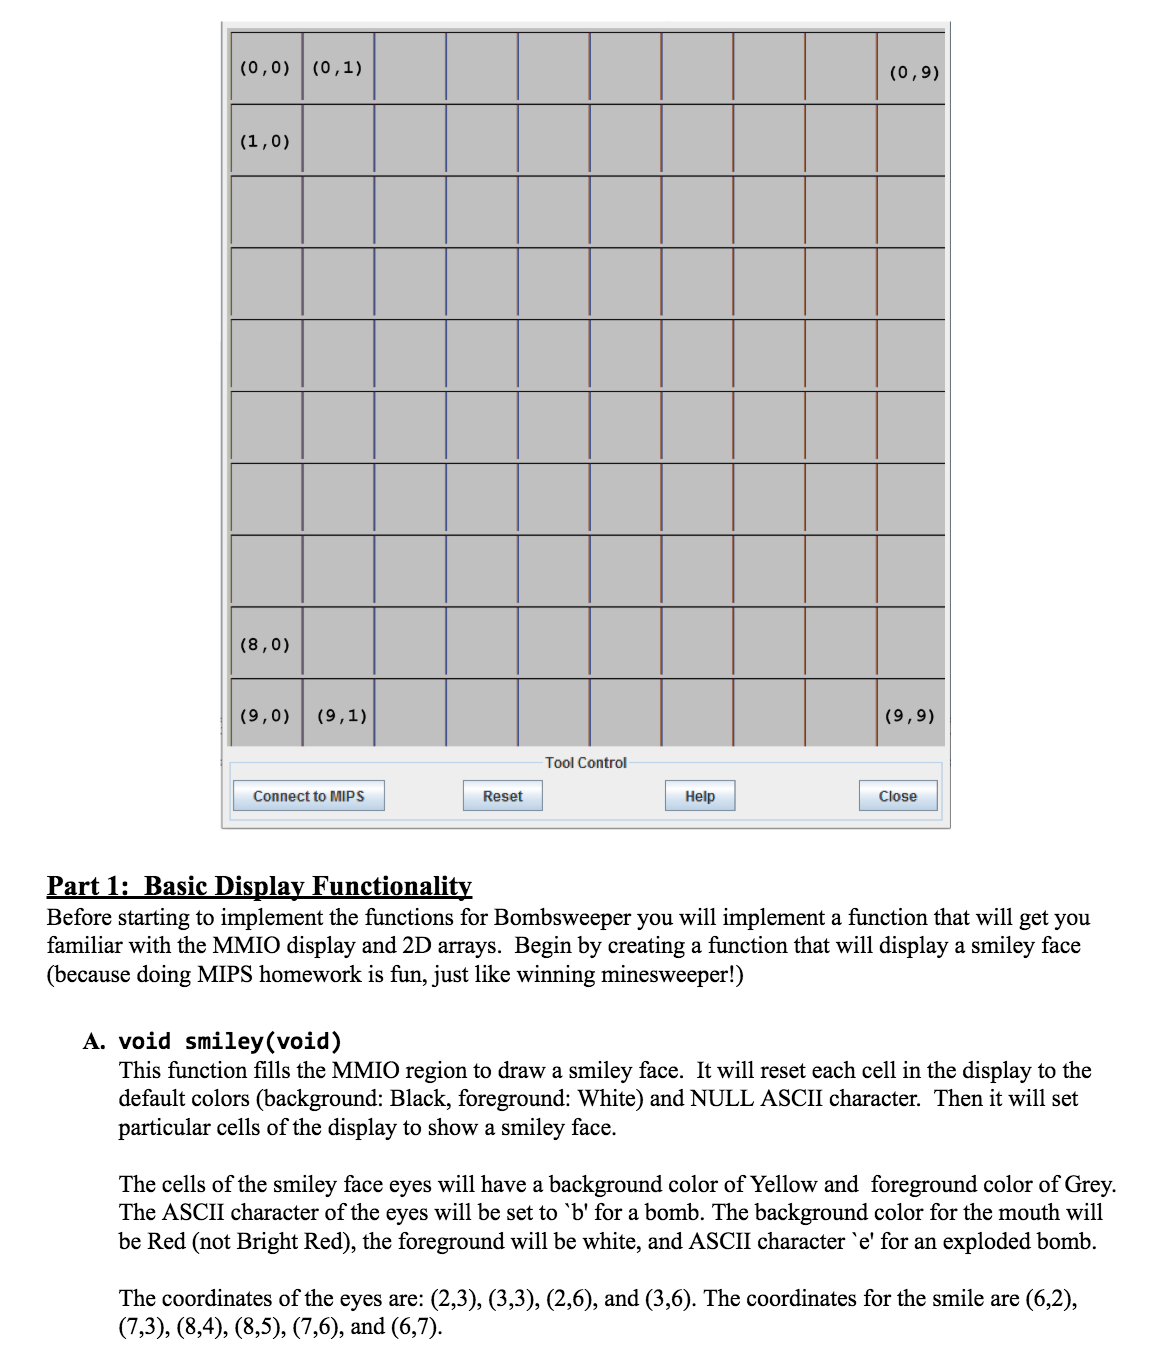 (0,0) (0,1) (0,9)
(1,0)
(8,0)
(9,0) (9,1) (9,9)
Tool Control
Connect to MIPS Reset Help Close
Part 1: Basic Display Functionality
Before starting to implement the functions for Bombsweeper you will implement a function that will get you
familiar with the MMIO display and 2D arrays. Begin by creating a function that will display a smiley face
(because doing MIPS homework is fun, just like winning minesweeper!)
A. void smiley(void)
This function fills the MMIO region to draw a smiley face. It will reset each cell in the display to the
default colors (background: Black, foreground: White) and NULL ASCII character. Then it will set
particular cells of the display to show a smiley face.
The cells of the smiley face eyes will have a background color of Yellow and foreground color of Grey.
The ASCII character of the eyes will be set to `b' for a bomb. The background color for the mouth will
be Red (not Bright Red), the foreground will be white, and ASCII character `e' for an exploded bomb.
The coordinates of the eyes are: (2,3), (3,3), (2,6), and (3,6). The coordinates for the smile are (6,2),
(7,3), (8,4), (8,5), (7,6), and (6,7).